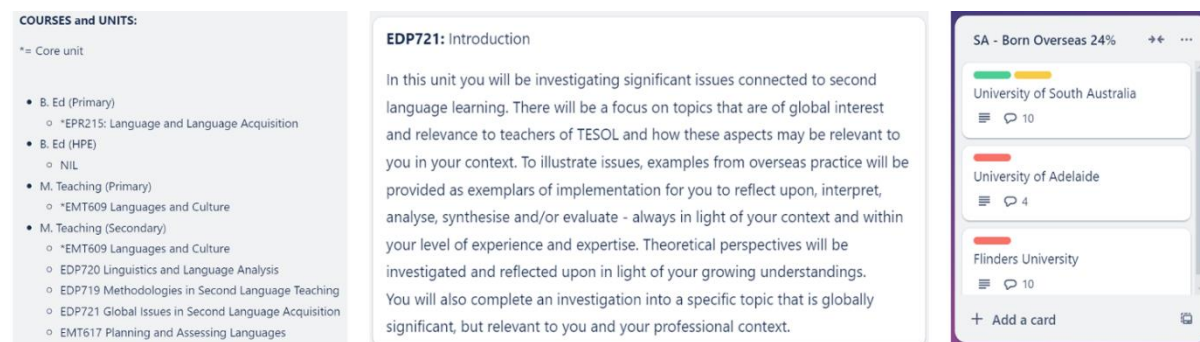 COURSES and UNITS:
*= Core unit
• B. Ed (Primary)
○ *EPR215: Language and Language Acquisition
• B. Ed (HPE)
○ NIL
• M. Teaching (Primary)
○ *EMT609 Languages and Culture
• M. Teaching (Secondary)
○ *EMT609 Languages and Culture
○ EDP720 Linguistics and Language Analysis
○ EDP719 Methodologies in Second Language Teaching
○ EDP721 Global Issues in Second Language Acquisition
○ EMT617 Planning and Assessing Languages
EDP721: Introduction
In this unit you will be investigating significant issues connected to second
language learning. There will be a focus on topics that are of global interest
and relevance to teachers of TESOL and how these aspects may be relevant to
you in your context. To illustrate issues, examples from overseas practice will be
provided as exemplars of implementation for you to reflect upon, interpret,
analyse, synthesise and/or evaluate - always in light of your context and within
your level of experience and expertise. Theoretical perspectives will be
investigated and reflected upon in light of your growing understandings.
You will also complete an investigation into a specific topic that is globally
significant, but relevant to you and your professional context.
SA - Born Overseas 24%
University of South Australia
10
University of Adelaide
4
Flinders University
10
+ Add a card